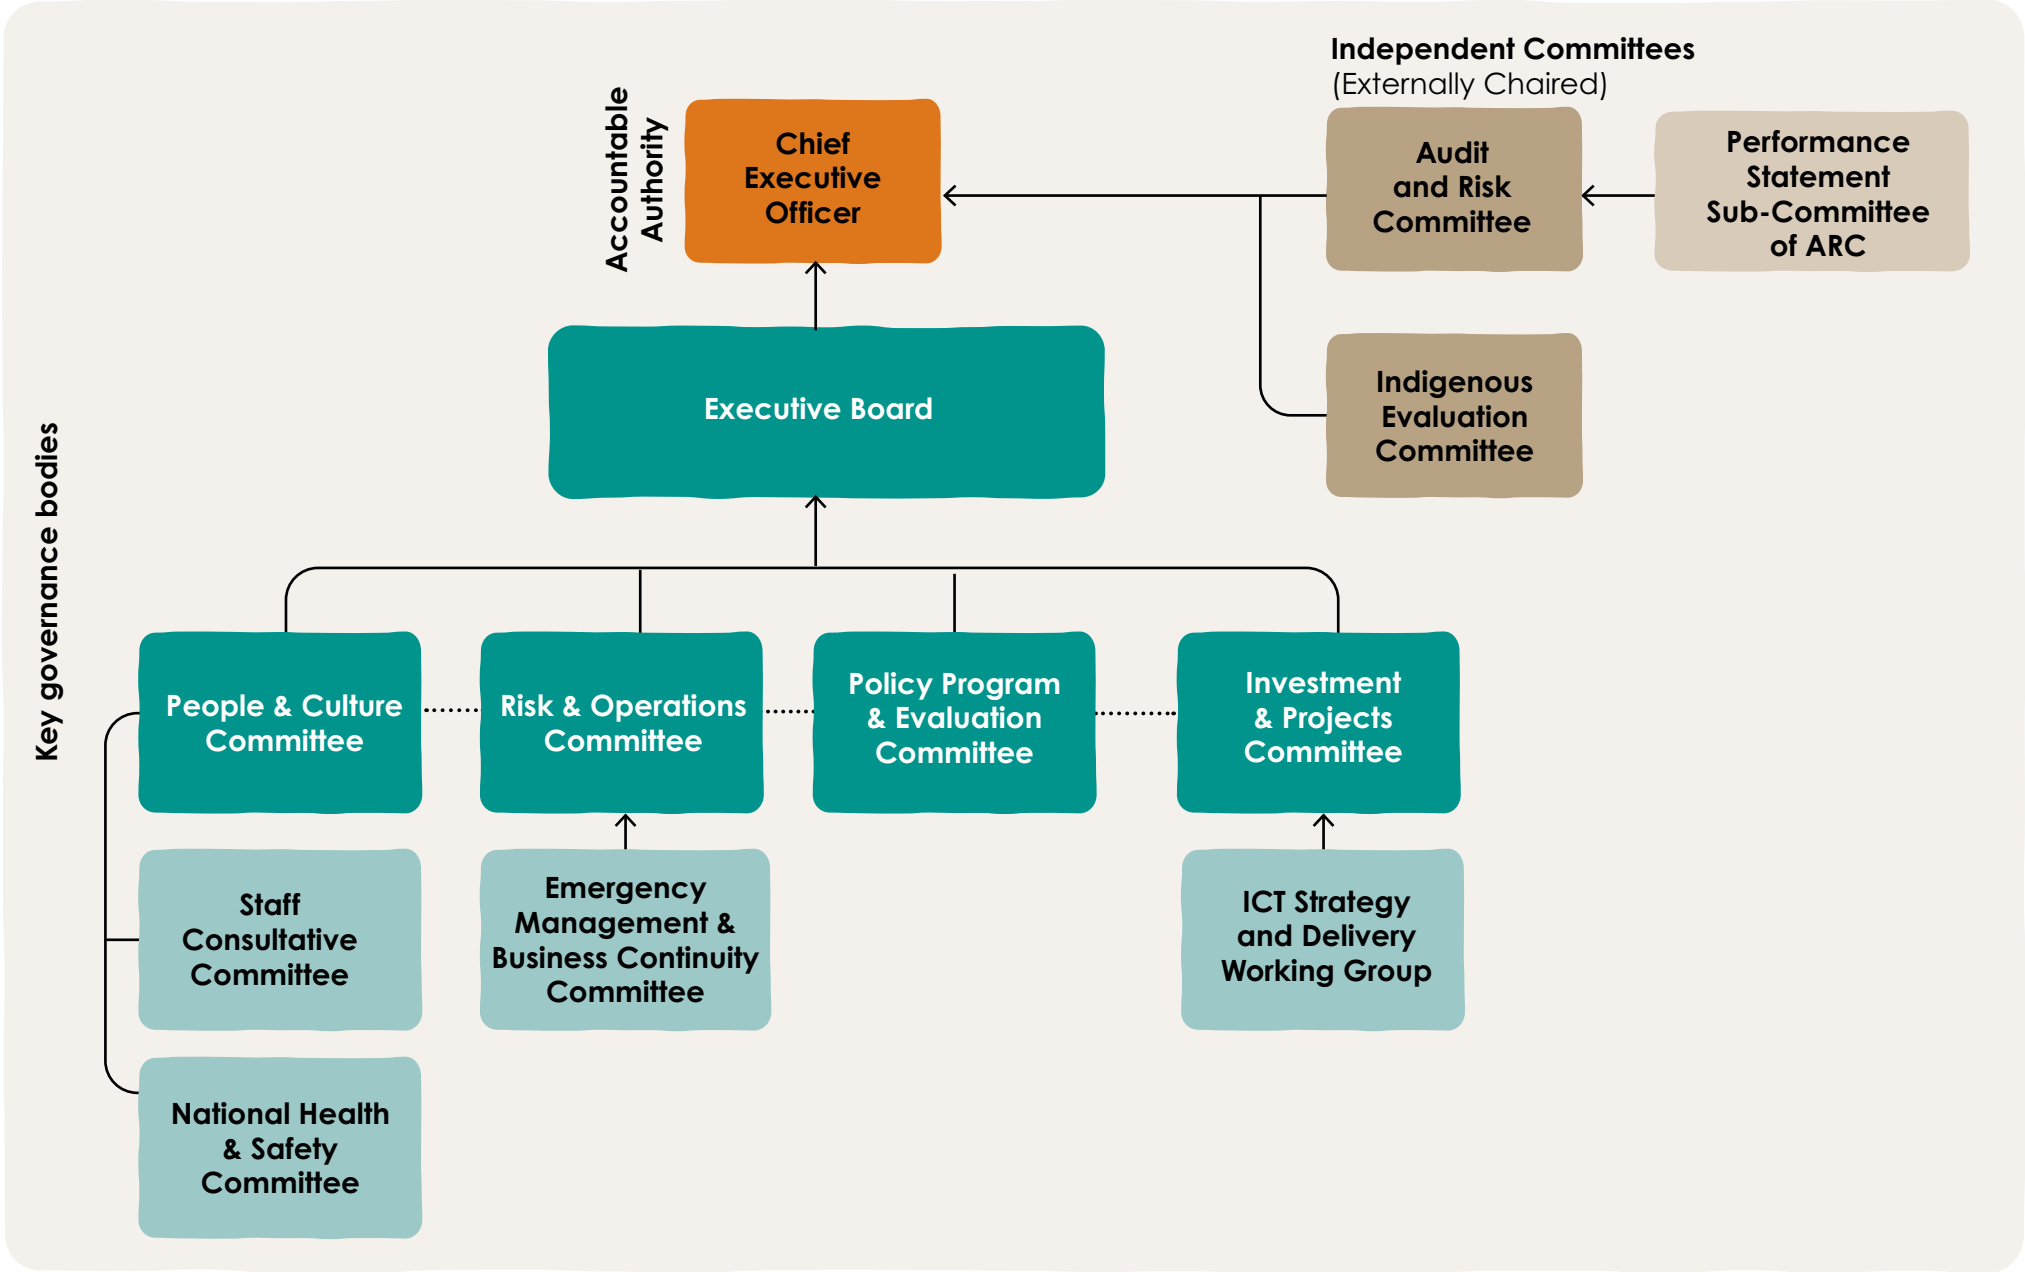 Independent Committees
(Externally Chaired)
Accountable
Authority
Chief
Executive
Officer
Audit
and Risk
Committee
Performance
Statement
Sub-Committee
of ARC
Executive Board
Indigenous
Evaluation
Committee
Key governance bodies
People & Culture
Committee
Risk & Operations
Committee
Policy Program
& Evaluation
Committee
Investment
& Projects
Committee
Staff
Consultative
Committee
Emergency
Management &
Business Continuity
Committee
ICT Strategy
and Delivery
Working Group
National Health
& Safety
Committee